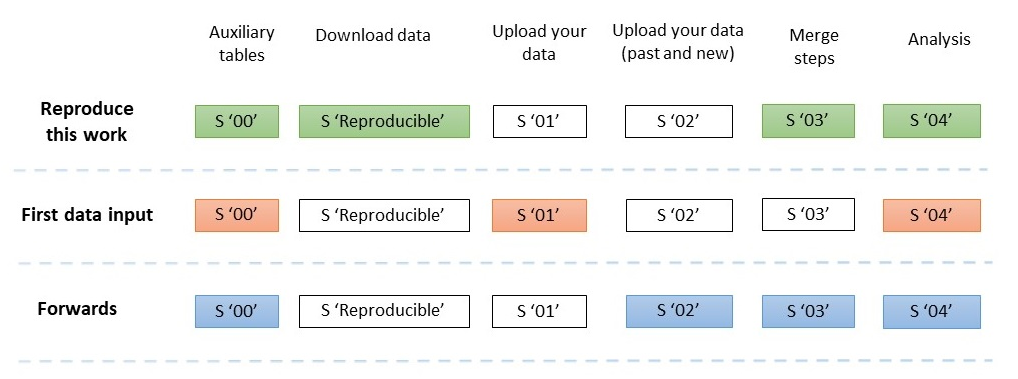 Auxiliary
tables
Download data
Upload your
data
Upload your data
(past and new)
Merge
steps
Analysis
Reproduce
this work
S ‘00’
S ‘Reproducible’
S ‘01’
S ‘02’
S ‘03’
S ‘04’
First data input
S ‘00’
S ‘Reproducible’
S ‘01’
S ‘02’
S ‘03’
S ‘04’
Forwards
S ‘00’
S ‘Reproducible’
S ‘01’
S ‘02’
S ‘03’
S ‘04’